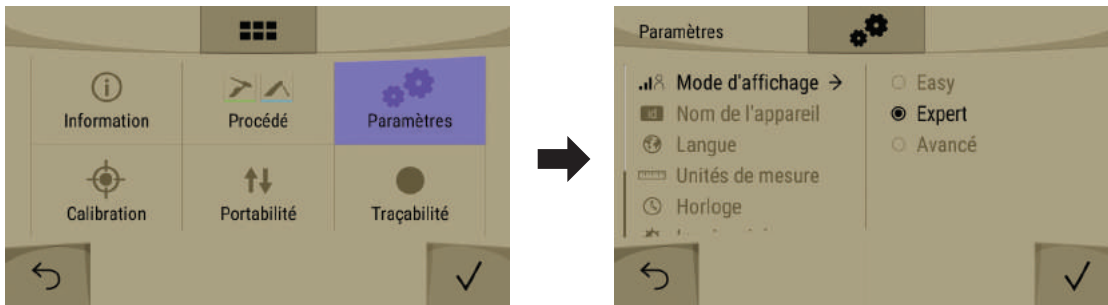 Information
Procédé
Paramètres
Calibration
Portabilité
Traçabilité
Paramètres
Mode d'affichage →
id Nom de l'appareil
Langue
Unités de mesure
Horloge
Easy
Expert
Avancé